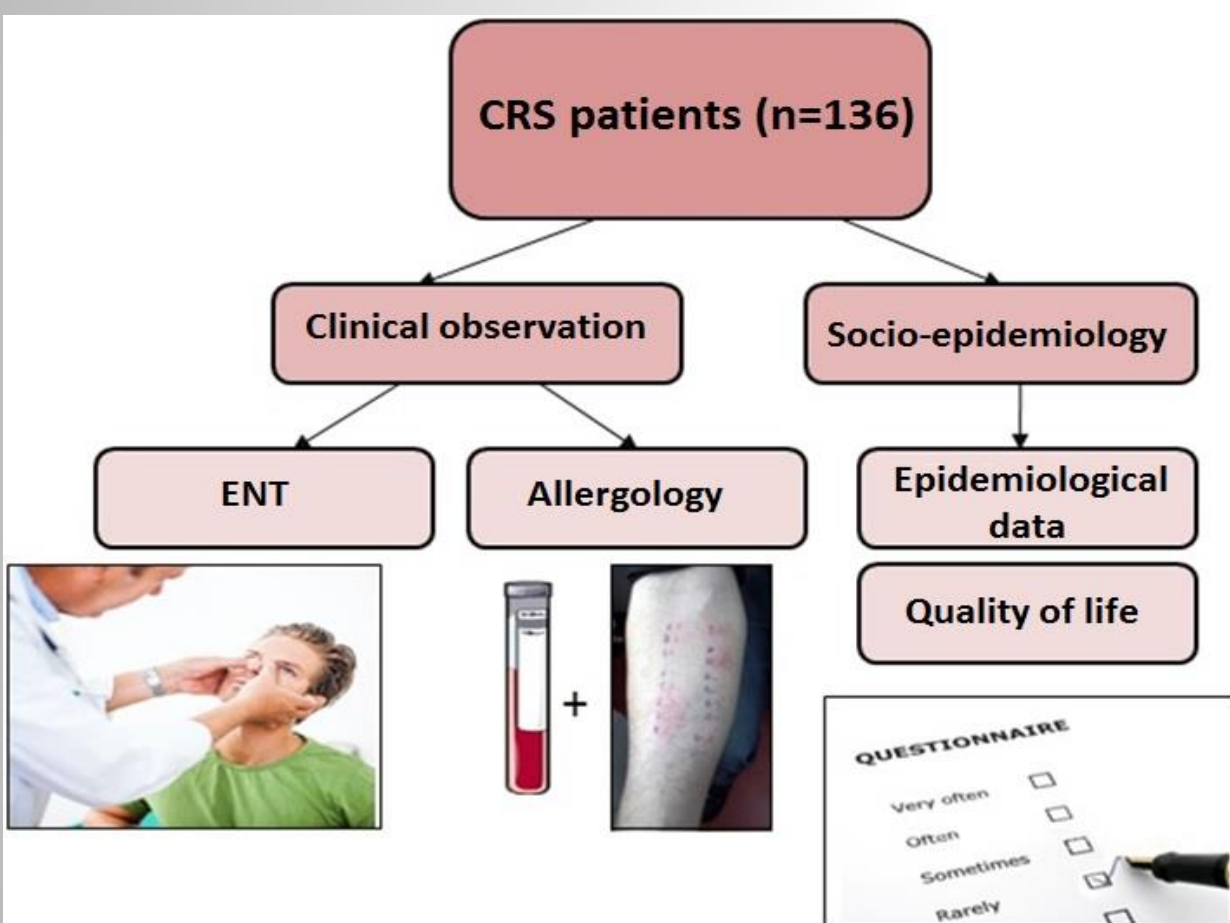 CRS patients (n=136)
Clinical observation
Socio-epidemiology
ENT
Allergology
Epidemiological
data
Quality of life
+
QUESTIONNAIRE
Very often
Often
Sometimes
Rarely